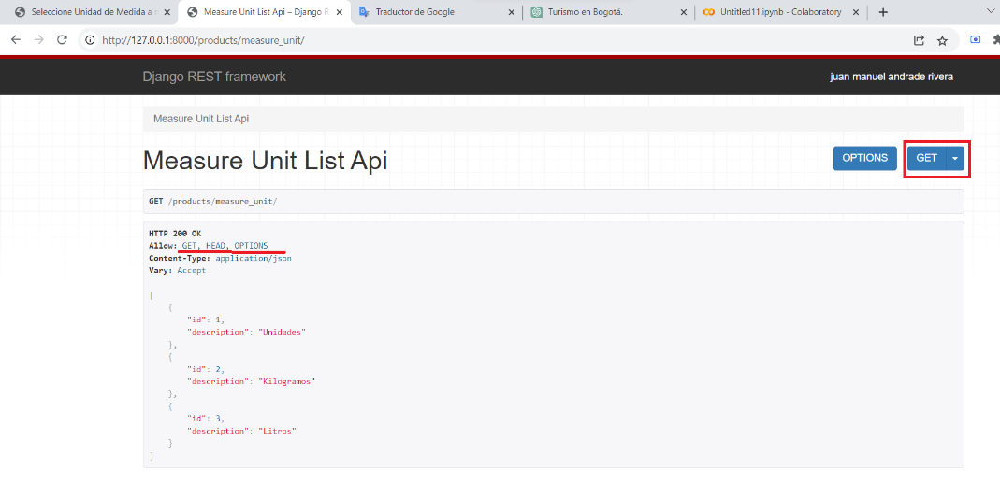 Seleccione Unidad de Medida a
Measure Unit List Api – Django R
Traductor de Google
Turismo en Bogotá.
Untitled11.ipynb - Colaboratory
http://127.0.0.1:8000/products/measure_unit/
Django REST framework
juan manuel andrade rivera
Measure Unit List Api
Measure Unit List Api
OPTIONS
GET
GET /products/measure_unit/
HTTP 200 OK
Allow: GET, HEAD, OPTIONS
Content-Type: application/json
Vary: Accept
[
{
"id": 1,
"description": "Unidades"
},
{
"id": 2,
"description": "Kilogramos"
},
{
"id": 3,
"description": "Litros"
}
]